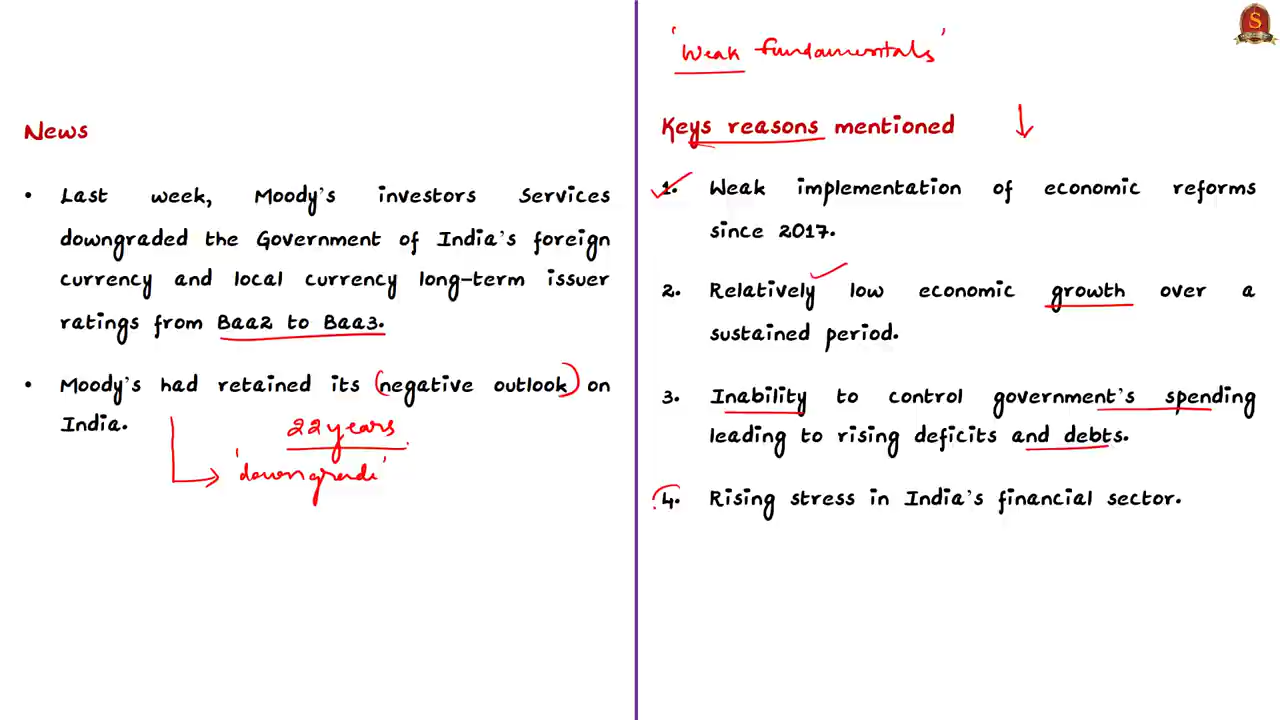 News
• Last week, Moody's investors Services
downgraded the Government of India's foreign
currency and local currency long-term issuer
ratings from Baa2 to Baa3.
• Moody's had retained its (negative outlook) on
India.
22 years
'downgrade'
'Weak fundamentals'
Keys reasons mentioned
1. Weak implementation of economic reforms
since 2017.
2. Relatively low economic growth over a
sustained period.
3. Inability to control government's spending
leading to rising deficits and debts.
4. Rising stress in India's financial sector.
S